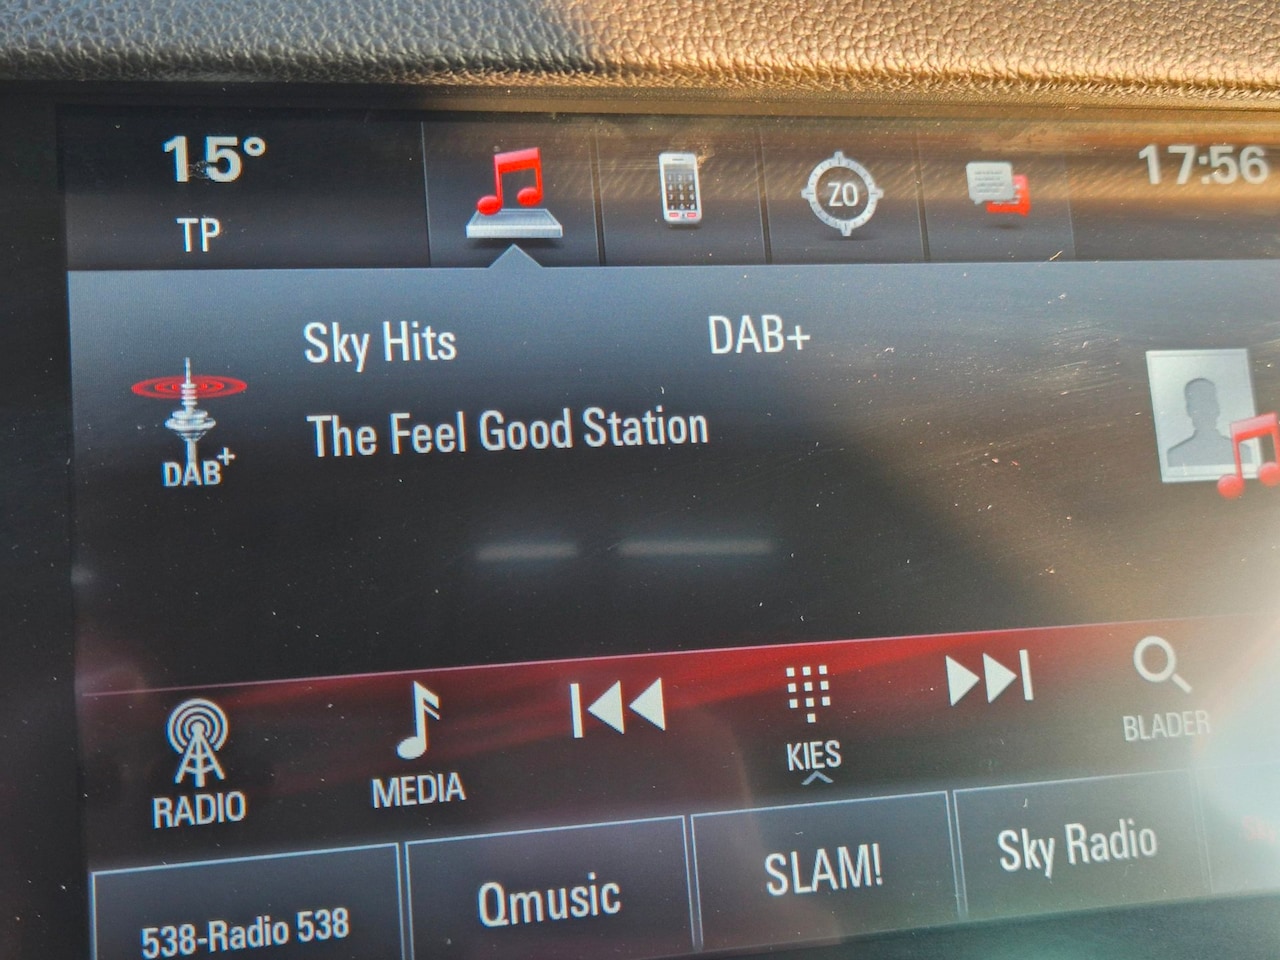 15°
TP
ZO
17:56
Sky Hits
DAB+
The Feel Good Station
DAB+
RADIO
MEDIA
KIES
BLADER
538-Radio 538
Qmusic
SLAM!
Sky Radio